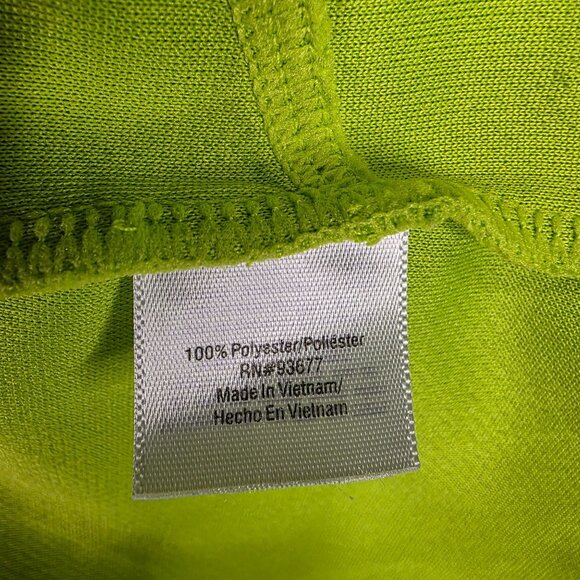 100% Polyester/Poliéster
RN#93677
Made In Vietnam/
Hecho En Vietnam